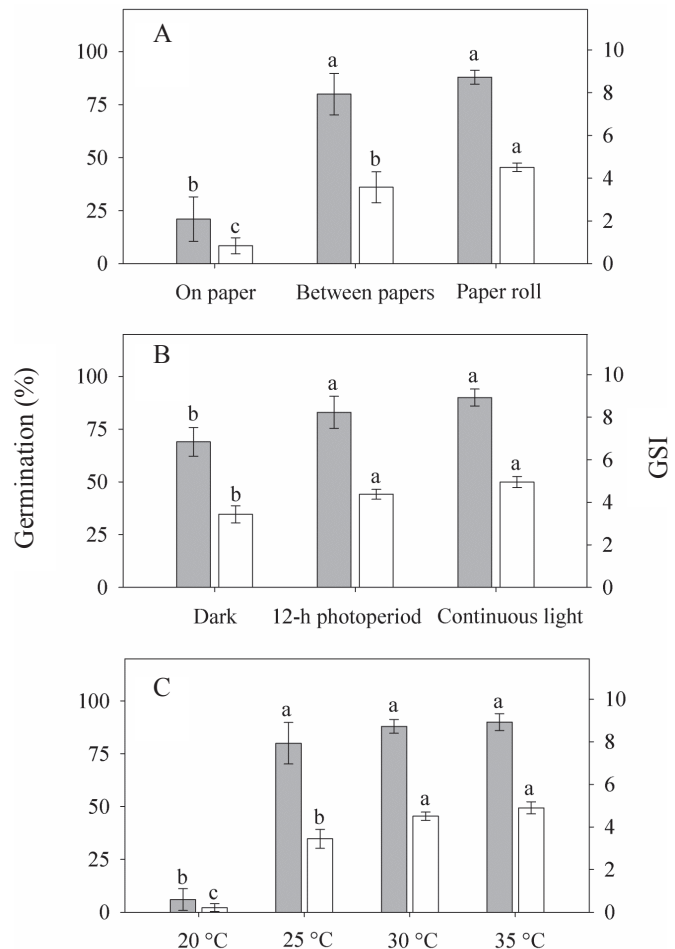 A
100
75
50
25
0
10
8
6
4
2
0
b
c
a
b
a
a
On paper Between papers Paper roll
Germination (%)
GSI
B
100
75
50
25
0
10
8
6
4
2
0
b
b
a
a
a
a
Dark 12-h photoperiod Continuous light
C
100
75
50
25
0
10
8
6
4
2
0
b
c
a
b
a
a
a
a
20 °C 25 °C 30 °C 35 °C